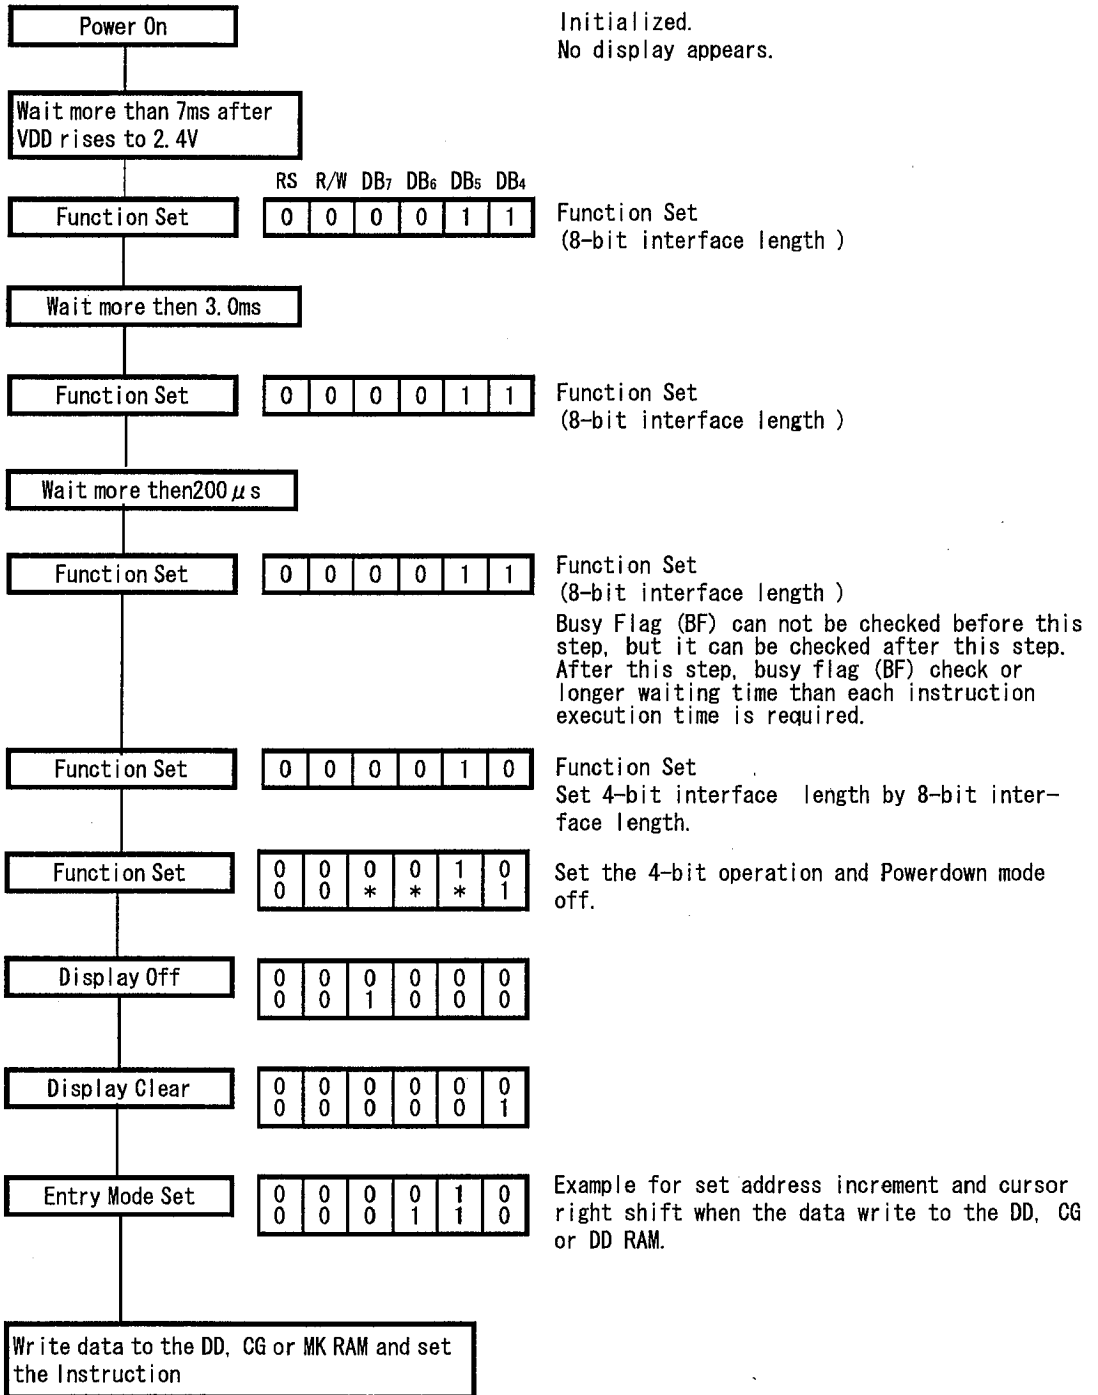 Power On
Initialized.
No display appears.
Wait more than 7ms after
VDD rises to 2.4V
RS R/W DB7 DB6 DB5 DB4
Function Set
0 0 0 0 1 1
Function Set
(8-bit interface length )
Wait more then 3.0ms
Function Set
0 0 0 0 1 1
Function Set
(8-bit interface length )
Wait more then200μs
Function Set
0 0 0 0 1 1
Function Set
(8-bit interface length )
Busy Flag (BF) can not be checked before this
step, but it can be checked after this step.
After this step, busy flag (BF) check or
longer waiting time than each instruction
execution time is required.
Function Set
0 0 0 0 1 0
Function Set
Set 4-bit interface length by 8-bit inter-
face length.
Function Set
0 0 0 0 1 0
0 0 * * * 1
Set the 4-bit operation and Powerdown mode
off.
Display Off
0 0 0 0 0 0
0 0 1 0 0 0
Display Clear
0 0 0 0 0 0
0 0 0 0 0 1
Entry Mode Set
0 0 0 0 1 0
0 0 0 1 1 0
Example for set address increment and cursor
right shift when the data write to the DD, CG
or DD RAM.
Write data to the DD, CG or MK RAM and set
the Instruction